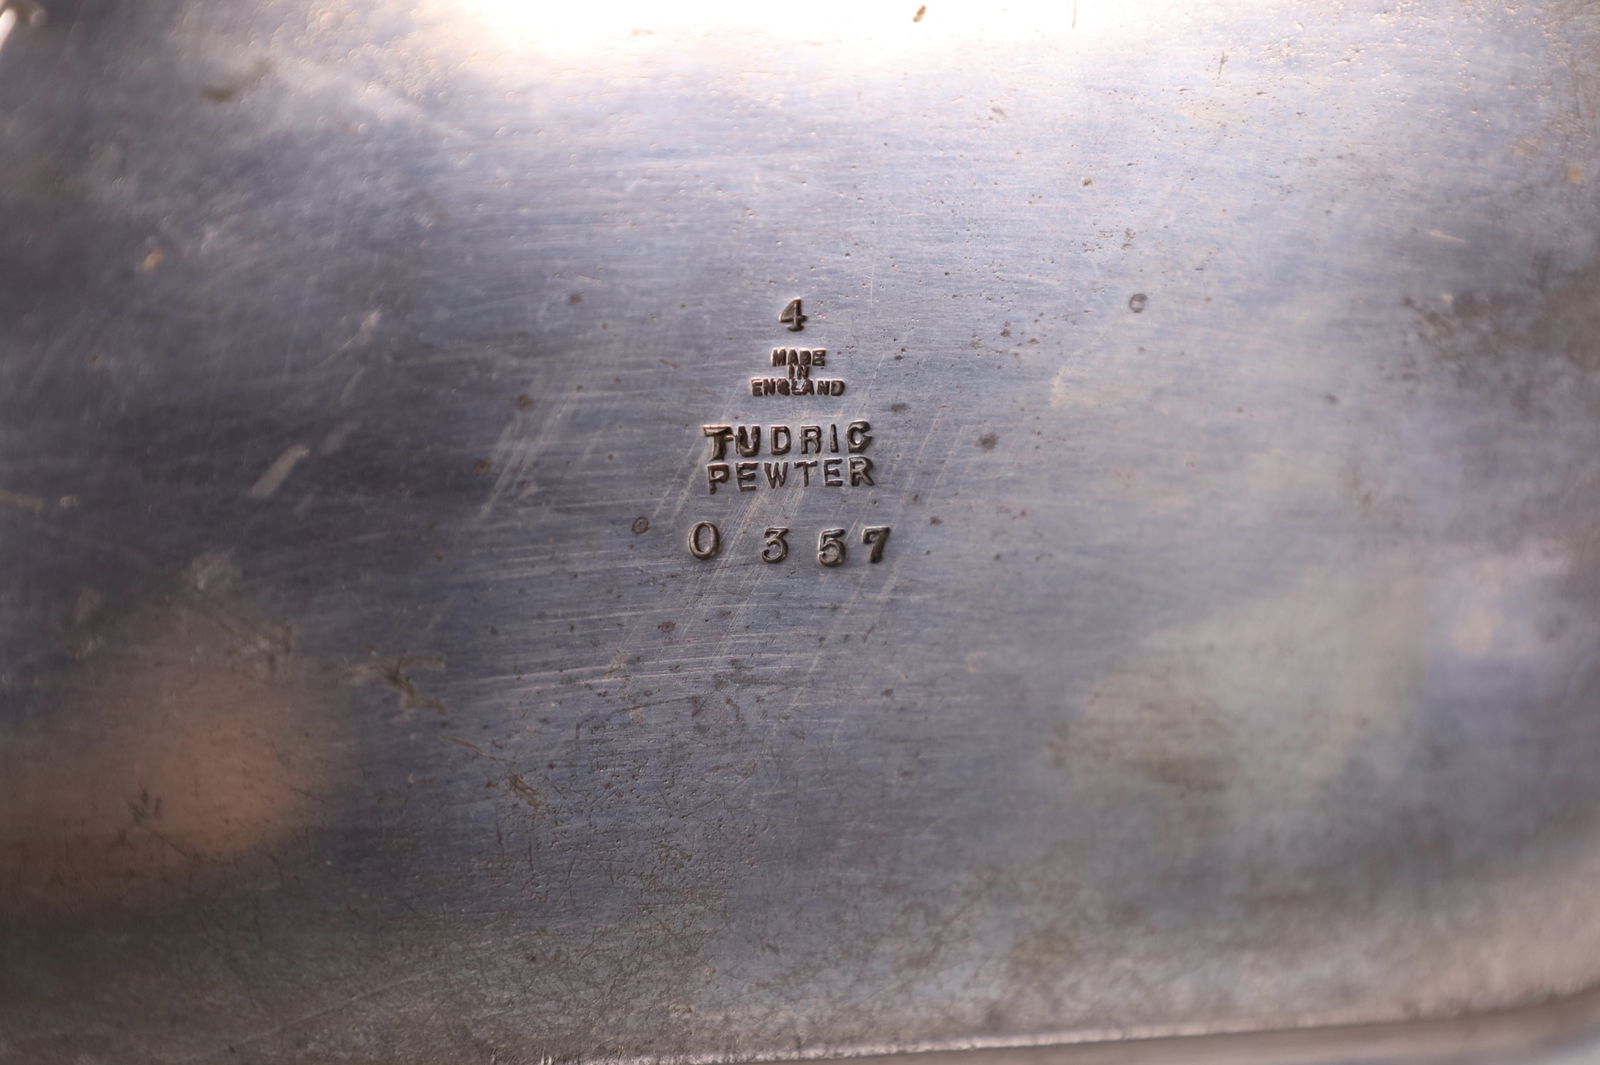 4
MADE
IN
ENGLAND
TUDRIC
PEWTER
0 357